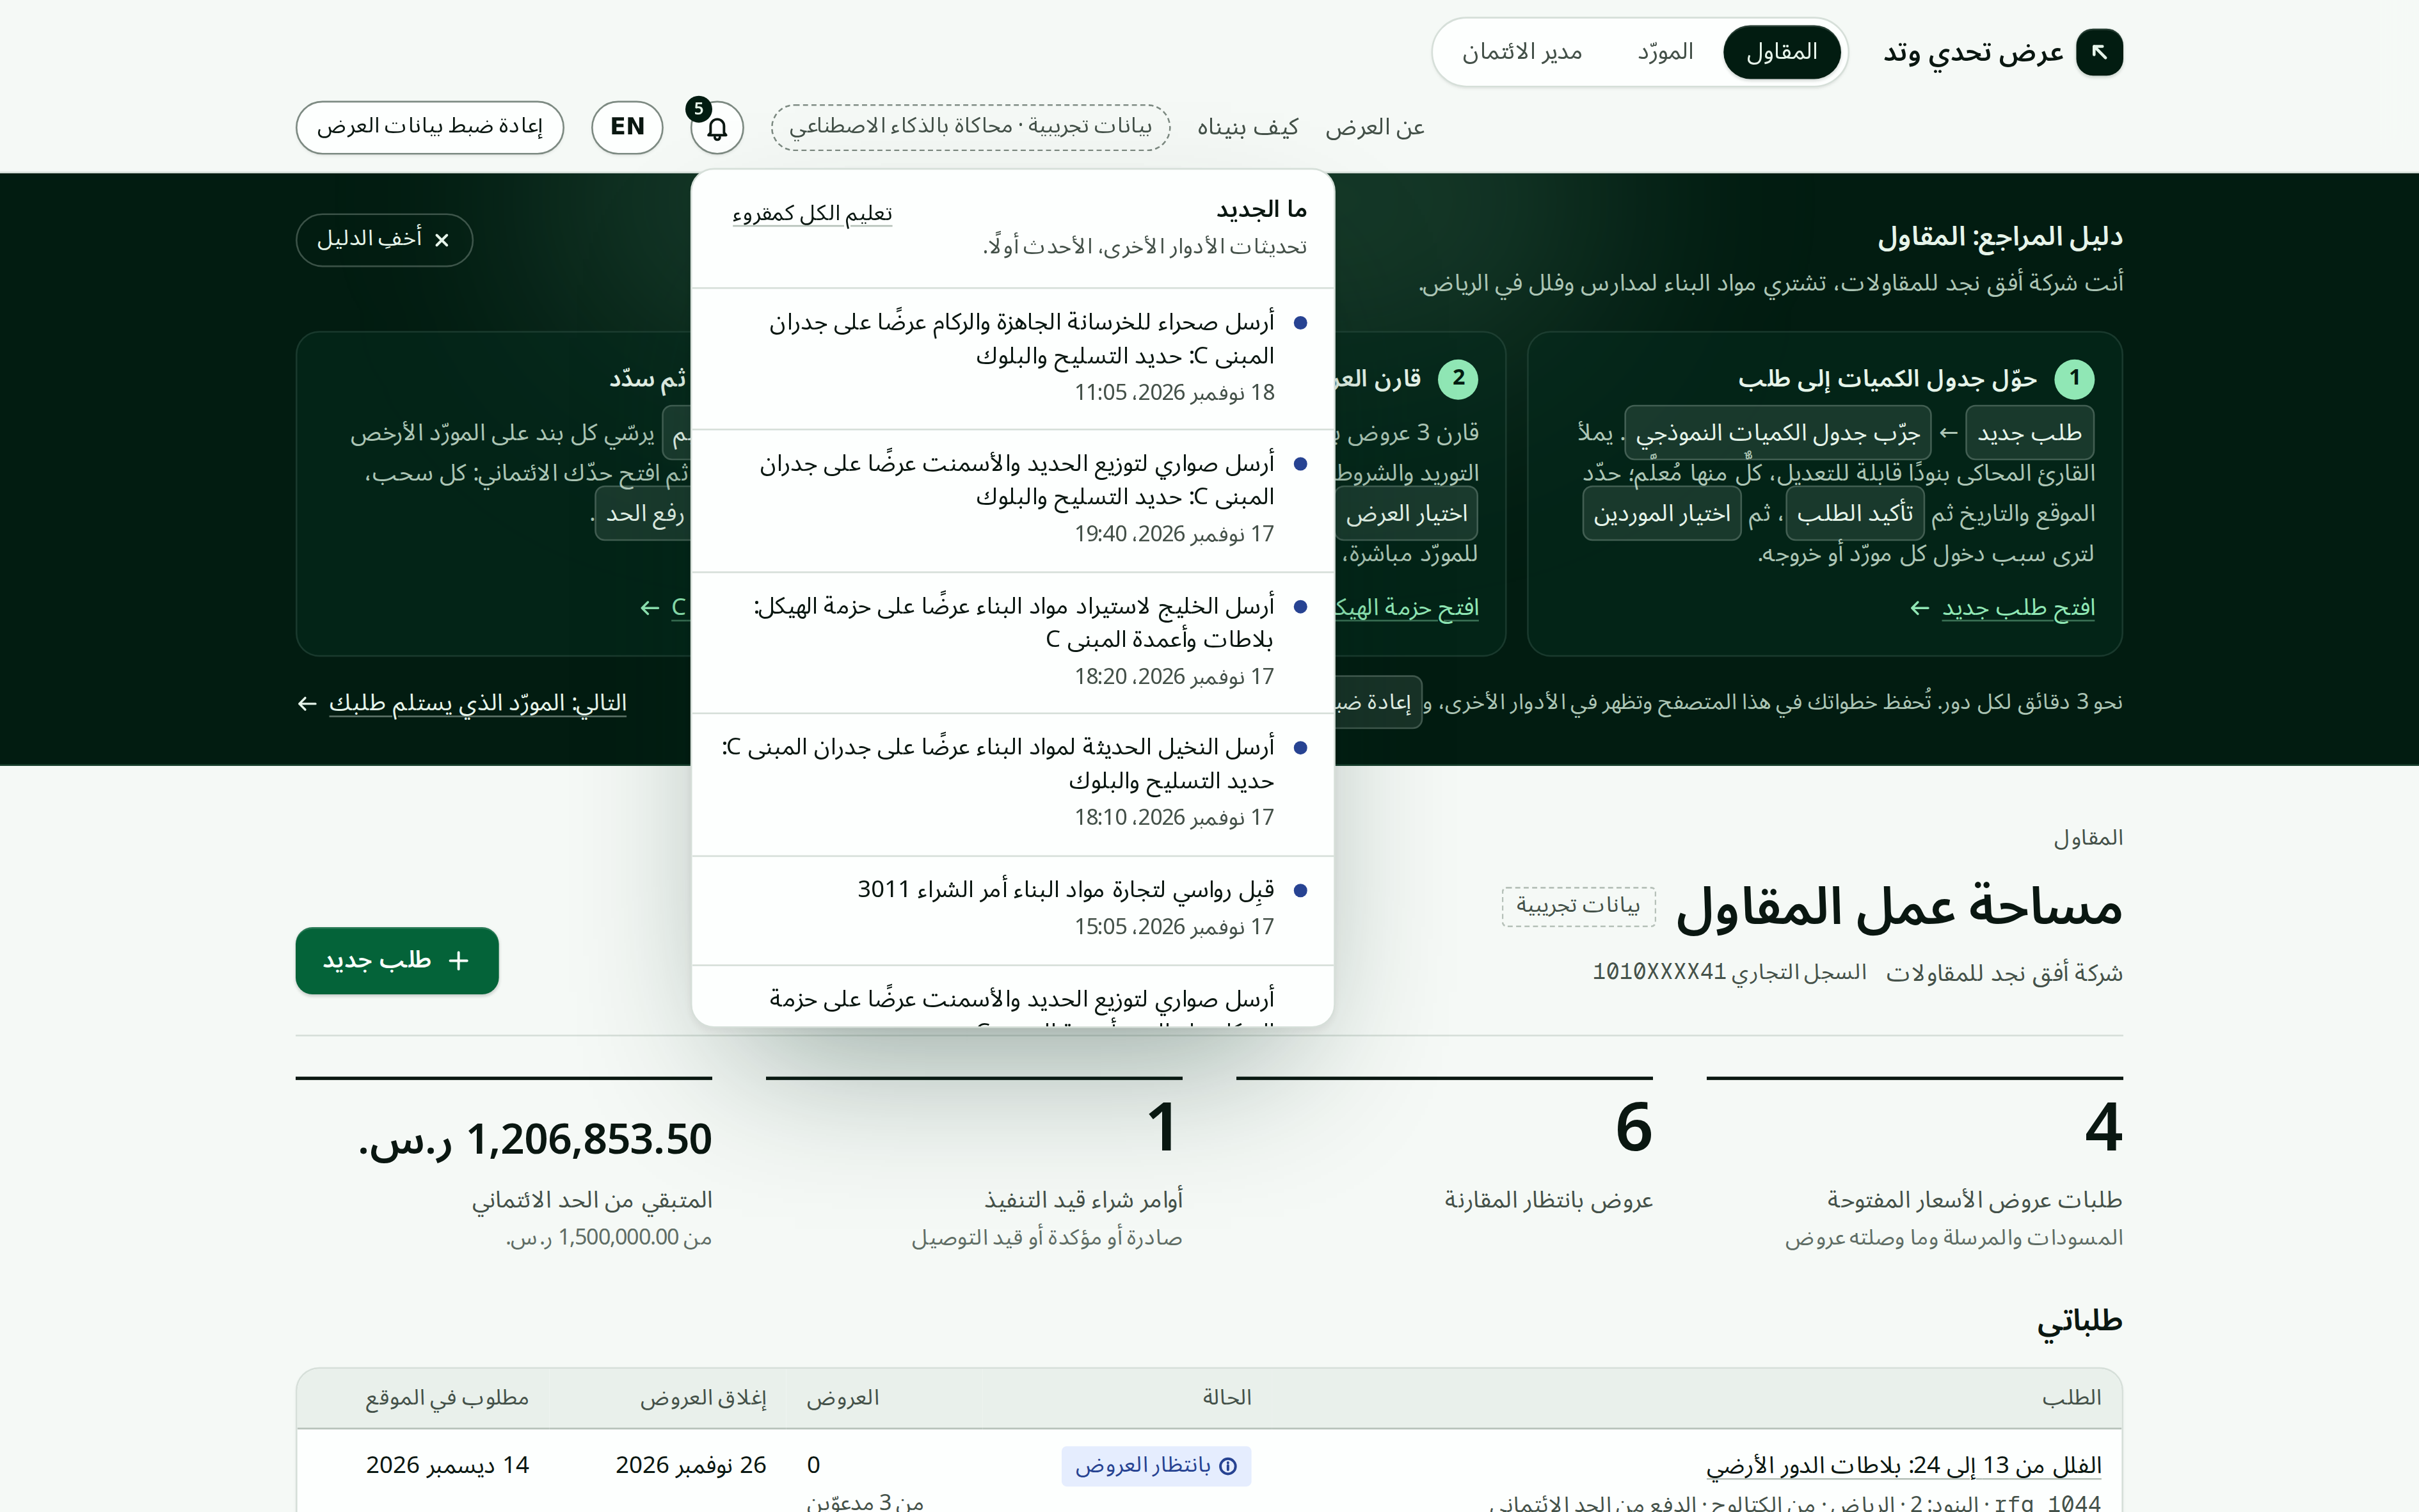 عرض تحدي وتد
المقاول
المورّد
مدير الائتمان
عن العرض
كيف بنيناه
بيانات تجريبية · محاكاة بالذكاء الاصطناعي
5
EN
إعادة ضبط بيانات العرض
دليل المراجع: المقاول
أنت شركة أفق نجد للمقاولات، تشتري مواد البناء لمدارس وفلل في الرياض.
أخفِ الدليل
1 حوّل جدول الكميات إلى طلب
طلب جديد ← جرّب جدول الكميات النموذجي. يملأ
القارئ المحاكى بنودًا قابلة للتعديل، كلٌّ منها مُعلَّم؛ حدّد
الموقع والتاريخ ثم تأكيد الطلب، ثم اختيار الموردين
لترى سبب دخول كل مورّد أو خروجه.
افتح طلب جديد ←
2 قارن
قارن 3 عروض
التوريد والشروط
اختيار العرض
للمورّد مباشرة،
افتح حزمة
ثم سدّد
يرسّي كل بند على المورّد الأرخص
ثم افتح حدّك الائتماني: كل سحب،
رفع الحد.
C ←
نحو 3 دقائق لكل دور. تُحفظ خطواتك في هذا المتصفح وتظهر في الأدوار الأخرى، وإعادة
التالي: المورّد الذي يستلم طلبك ←
ما الجديد
تعليم الكل كمقروء
تحديثات الأدوار الأخرى، الأحدث أولًا.
أرسل صحراء للخرسانة الجاهزة والركام عرضًا على جدران
المبنى C: حديد التسليح والبلوك
18 نوفمبر 2026، 11:05
أرسل صواري لتوزيع الحديد والأسمنت عرضًا على جدران
المبنى C: حديد التسليح والبلوك
17 نوفمبر 2026، 19:40
أرسل الخليج لاستيراد مواد البناء عرضًا على حزمة الهيكل:
بلاطات وأعمدة المبنى C
17 نوفمبر 2026، 18:20
أرسل النخيل الحديثة لمواد البناء عرضًا على جدران المبنى C:
حديد التسليح والبلوك
17 نوفمبر 2026، 18:10
قبِل رواسي لتجارة مواد البناء أمر الشراء 3011
17 نوفمبر 2026، 15:05
أرسل صواري لتوزيع الحديد والأسمنت عرضًا على حزمة
المقاول
مساحة عمل المقاول
بيانات تجريبية
شركة أفق نجد للمقاولات
السجل التجاري 1010XXXX41
طلب جديد
4
طلبات عروض الأسعار المفتوحة
المسودات والمرسلة وما وصلته عروض
6
عروض بانتظار المقارنة
1
أوامر شراء قيد التنفيذ
صادرة أو مؤكدة أو قيد التوصيل
1,206,853.50 ر.س.
المتبقي من الحد الائتماني
من 1,500,000.00 ر.س.
طلباتي
الطلب
الحالة
العروض
إغلاق العروض
مطلوب في الموقع
الفلل من 13 إلى 24: بلاطات الدور الأرضي
بانتظار العروض
0
26 نوفمبر 2026
14 ديسمبر 2026
rfq_1044 · البنود: 2 · الرياض · من الكتالوج · الدفع من الحد الائتماني
من 3 مدعوّين